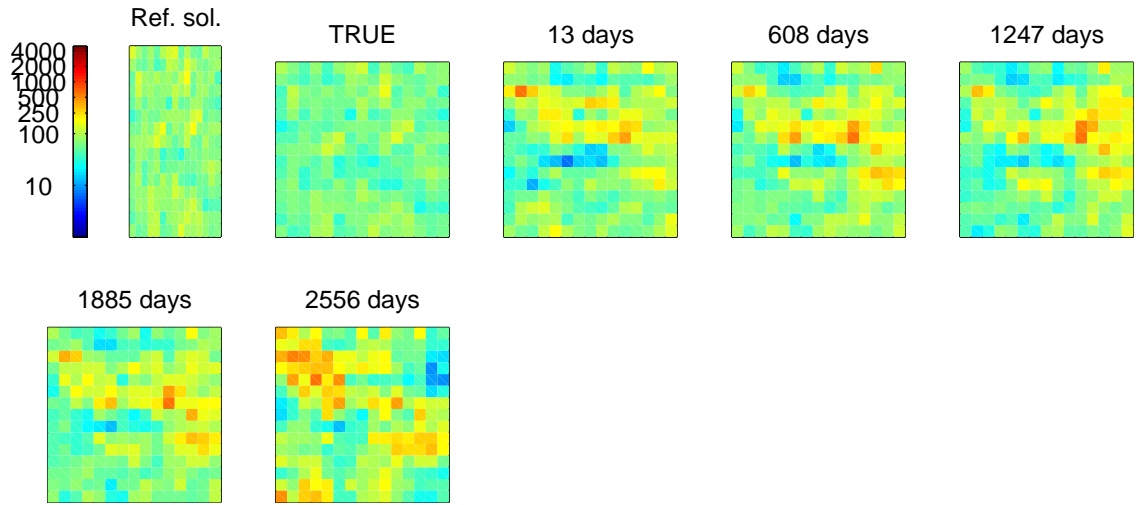 Ref. sol.
TRUE
13 days
608 days
1247 days
4000
2000
1000
500
250
100
10
1885 days
2556 days